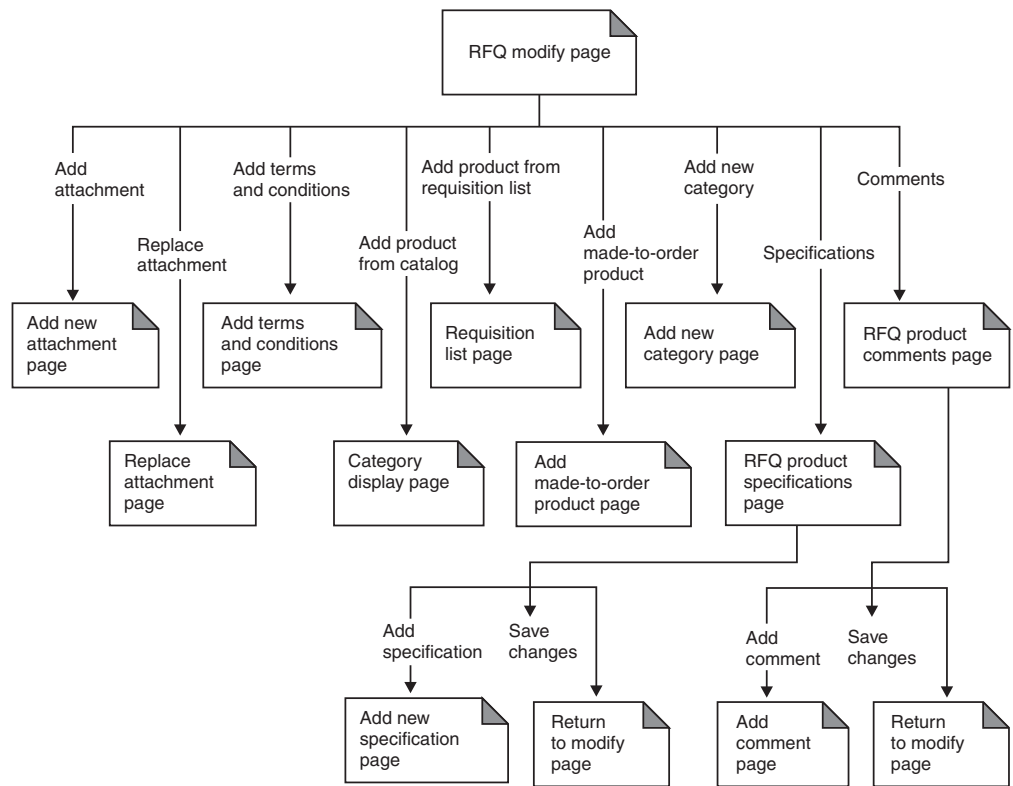 RFQ modify page
Add
attachment
Replace
attachment
Add terms
and conditions
Add product
from catalog
Add product from
requisition list
Add
made-to-order
product
Add new
category
Specifications
Comments
Add new
attachment
page
Add terms
and conditions
page
Requisition
list page
Add new
category page
RFQ product
comments page
Replace
attachment
page
Category
display page
Add
made-to-order
product page
RFQ product
specifications
page
Add
specification
Save
changes
Add
comment
Save
changes
Add new
specification
page
Return
to modify
page
Add
comment
page
Return
to modify
page